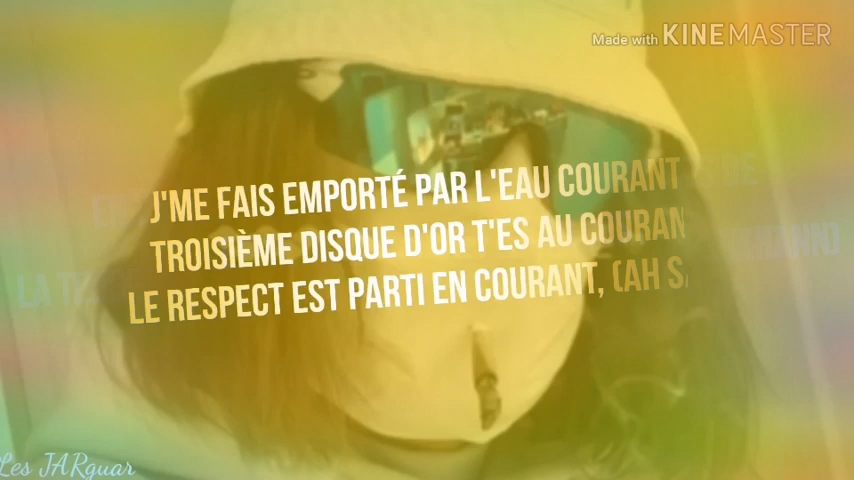 Made with KINEMASTER
J'ME FAIS EMPORTÉ PAR L'EAU COURANT
TROISIÈME DISQUE D'OR T'ES AU COURAN
LE RESPECT EST PARTI EN COURANT, (AH S
Les JARguar